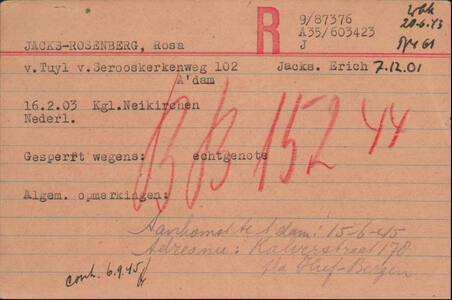 R
9/87376
A35/603423
J
20-6-43
JACKS-ROSENBERG, Rosa
v.Tuyl v.Serooskerkenweg 102
A'dam
Jacks. Erich 7.12.01
16.2.03 Kgl.Neikirchen
Nederl.
BB 152 44
Gesperft wegens: echtgenote
Algem. opmerkingen:
Aankomst te A'dam: 15-6-45
Adres nu: Kalverstraat 178
p/a Bergen
cont. 6.9.45